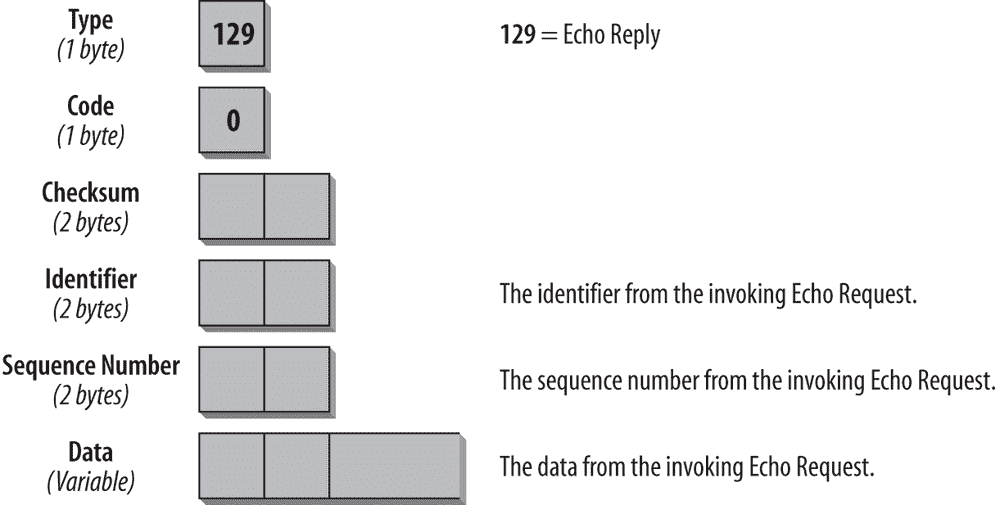 Type
(1 byte)
129
129 = Echo Reply
Code
(1 byte)
0
Checksum
(2 bytes)
Identifier
(2 bytes)
The identifier from the invoking Echo Request.
Sequence Number
(2 bytes)
The sequence number from the invoking Echo Request.
Data
(Variable)
The data from the invoking Echo Request.